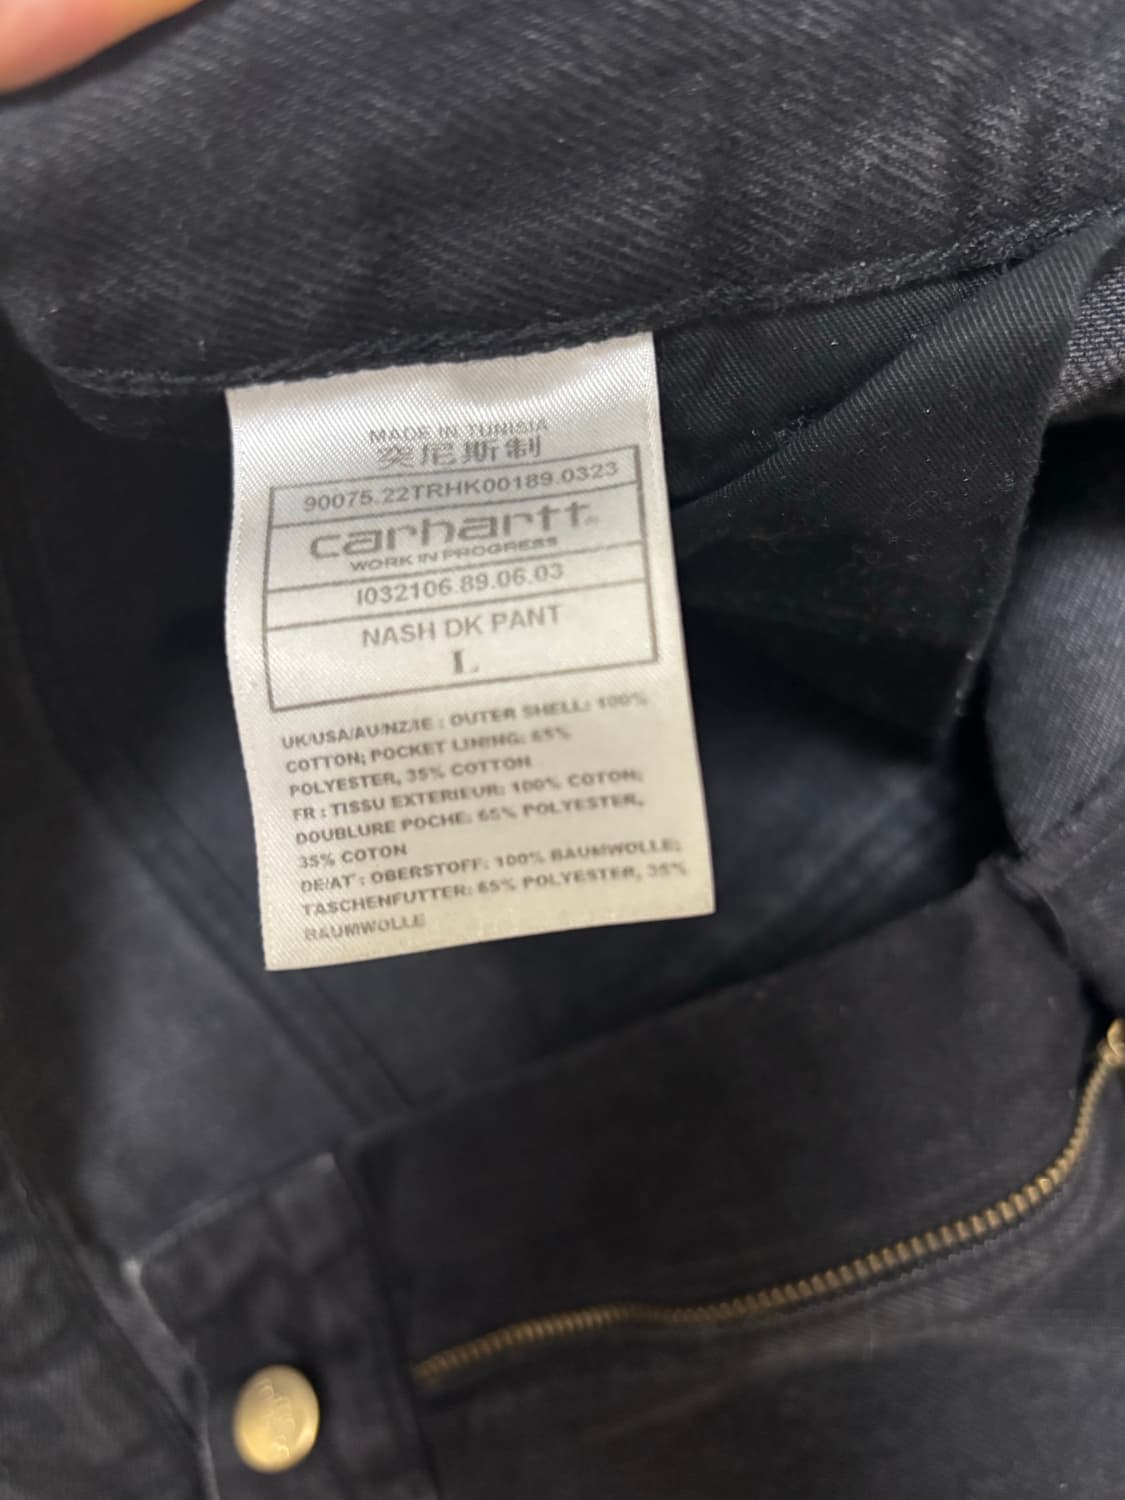 MADE IN TUNISIA
突尼斯制
90075.22TRHK00189.0323
carhartt
WORK IN PROGRESS
I032106.89.06.03
NASH DK PANT
L
UK/USA/AU/NZ/IE : OUTER SHELL: 100%
COTTON; POCKET LINING: 65%
POLYESTER, 35% COTTON
FR : TISSU EXTERIEUR: 100% COTON;
DOUBLURE POCHE: 65% POLYESTER,
35% COTON
DE/AT : OBERSTOFF: 100% BAUMWOLLE;
TASCHENFUTTER: 65% POLYESTER, 35%
BAUMWOLLE